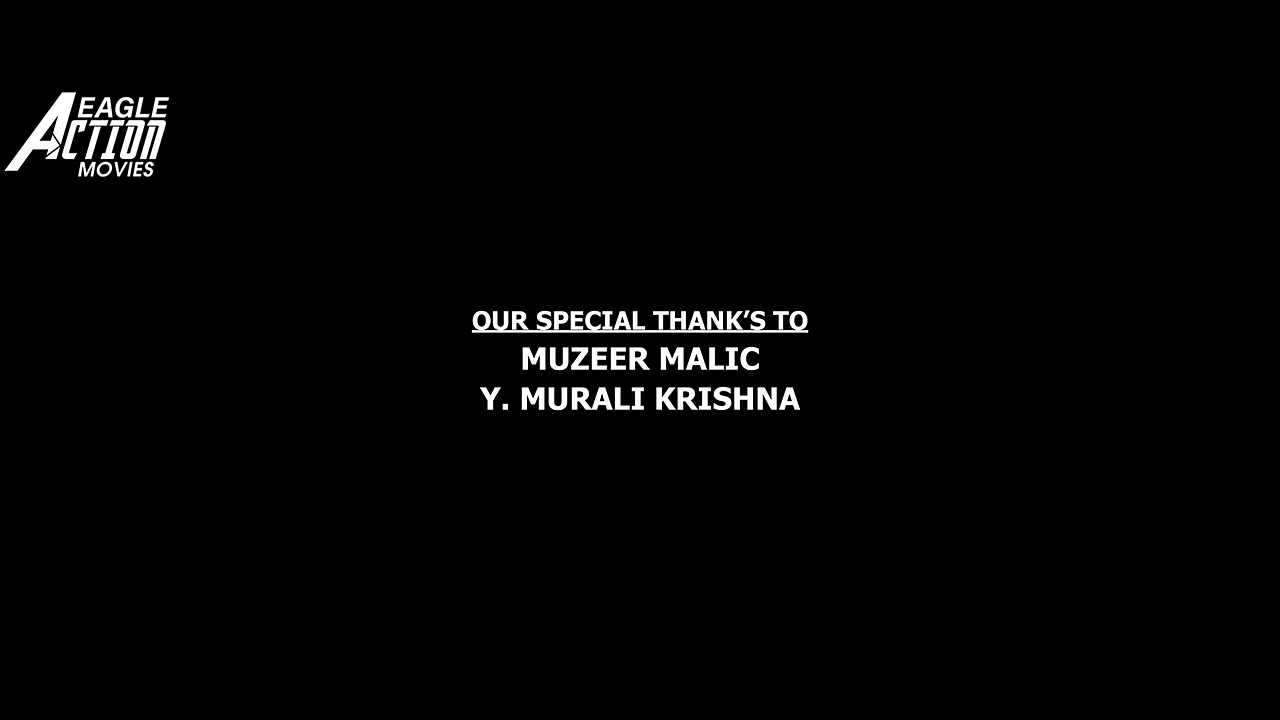 EAGLE
ACTION
MOVIES
OUR SPECIAL THANK’S TO
MUZEER MALIC
Y. MURALI KRISHNA